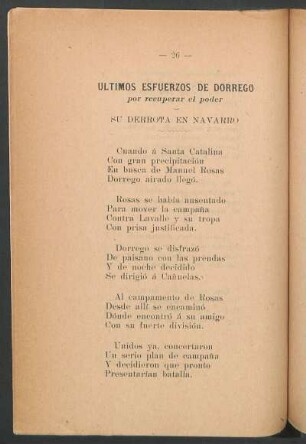 — 26 —
ULTIMOS ESFUERZOS DE DORREGO
por recuperar el poder
SU DERROTA EN NAVARRO
Cuando á Santa Catalina
Con gran precipitación
En busca de Manuel Rosas
Dorrego airado llegó.
Rosas se había ausentado
Para mover la campaña
Contra Lavalle y su tropa
Con prisa justificada.
Dorrego se disfrazó
De paisano con las prendas
Y de noche decidido
Se dirigió á Cañuelas.
Al campamento de Rosas
Desde allí se encaminó
Dónde encontró á su amigo
Con su fuerte división.
Unidos ya, concertaron
Un serio plan de campaña
Y decidieron que pronto
Presentarían batalla.